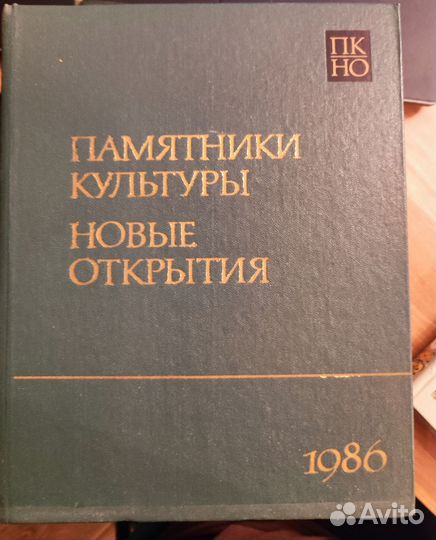 ПК
НО
ПАМЯТНИКИ
КУЛЬТУРЫ
НОВЫЕ
ОТКРЫТИЯ
1986
Avito